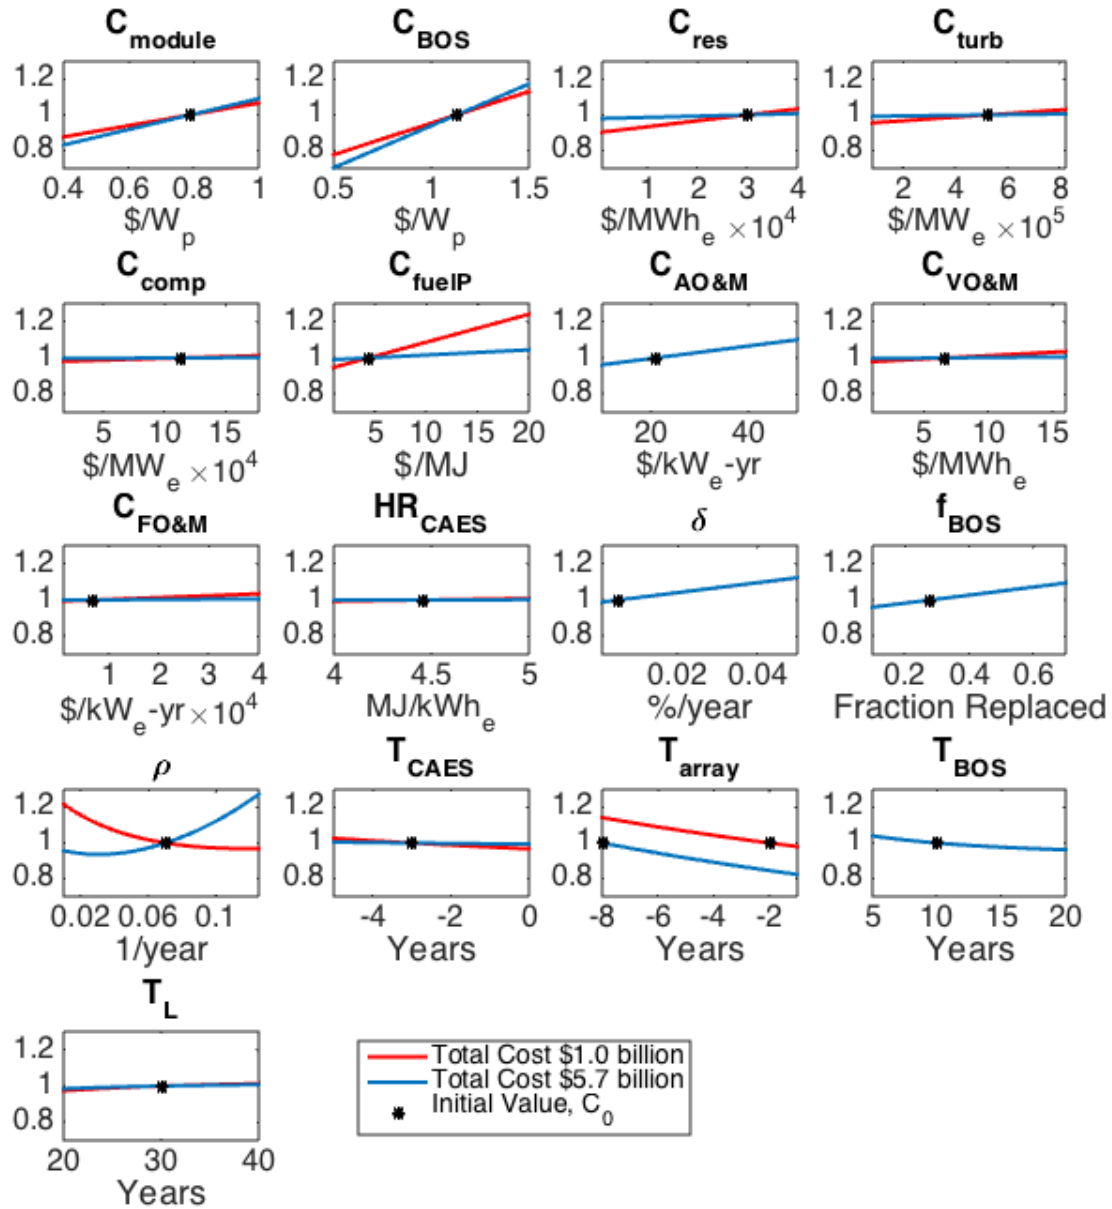 C_module C_BOS C_res C_turb
1.2 1.2 1.2 1.2
1 1 1 1
0.8 0.8 0.8 0.8
0.4 0.6 0.8 1 0.5 1 1.5 1 2 3 4 2 4 6 8
$/W_p $/W_p $/MWh_e ×10^4 $/MW_e ×10^5
C_comp C_fuelP C_AO&M C_VO&M
1.2 1.2 1.2 1.2
1 1 1 1
0.8 0.8 0.8 0.8
5 10 15 5 10 15 20 20 40 5 10 15
$/MW_e ×10^4 $/MJ $/kW_e-yr $/MWh_e
C_FO&M HR_CAES δ f_BOS
1.2 1.2 1.2 1.2
1 1 1 1
0.8 0.8 0.8 0.8
1 2 3 4 4 4.5 5 0.02 0.04 0.2 0.4 0.6
$/kW_e-yr ×10^4 MJ/kWh_e %/year Fraction Replaced
ρ T_CAES T_array T_BOS
1.2 1.2 1.2 1.2
1 1 1 1
0.8 0.8 0.8 0.8
0.02 0.06 0.1 -4 -2 0 -8 -6 -4 -2 5 10 15 20
1/year Years Years Years
T_L
1.2
1
0.8
20 30 40
Years
Total Cost $1.0 billion
Total Cost $5.7 billion
Initial Value, C_0